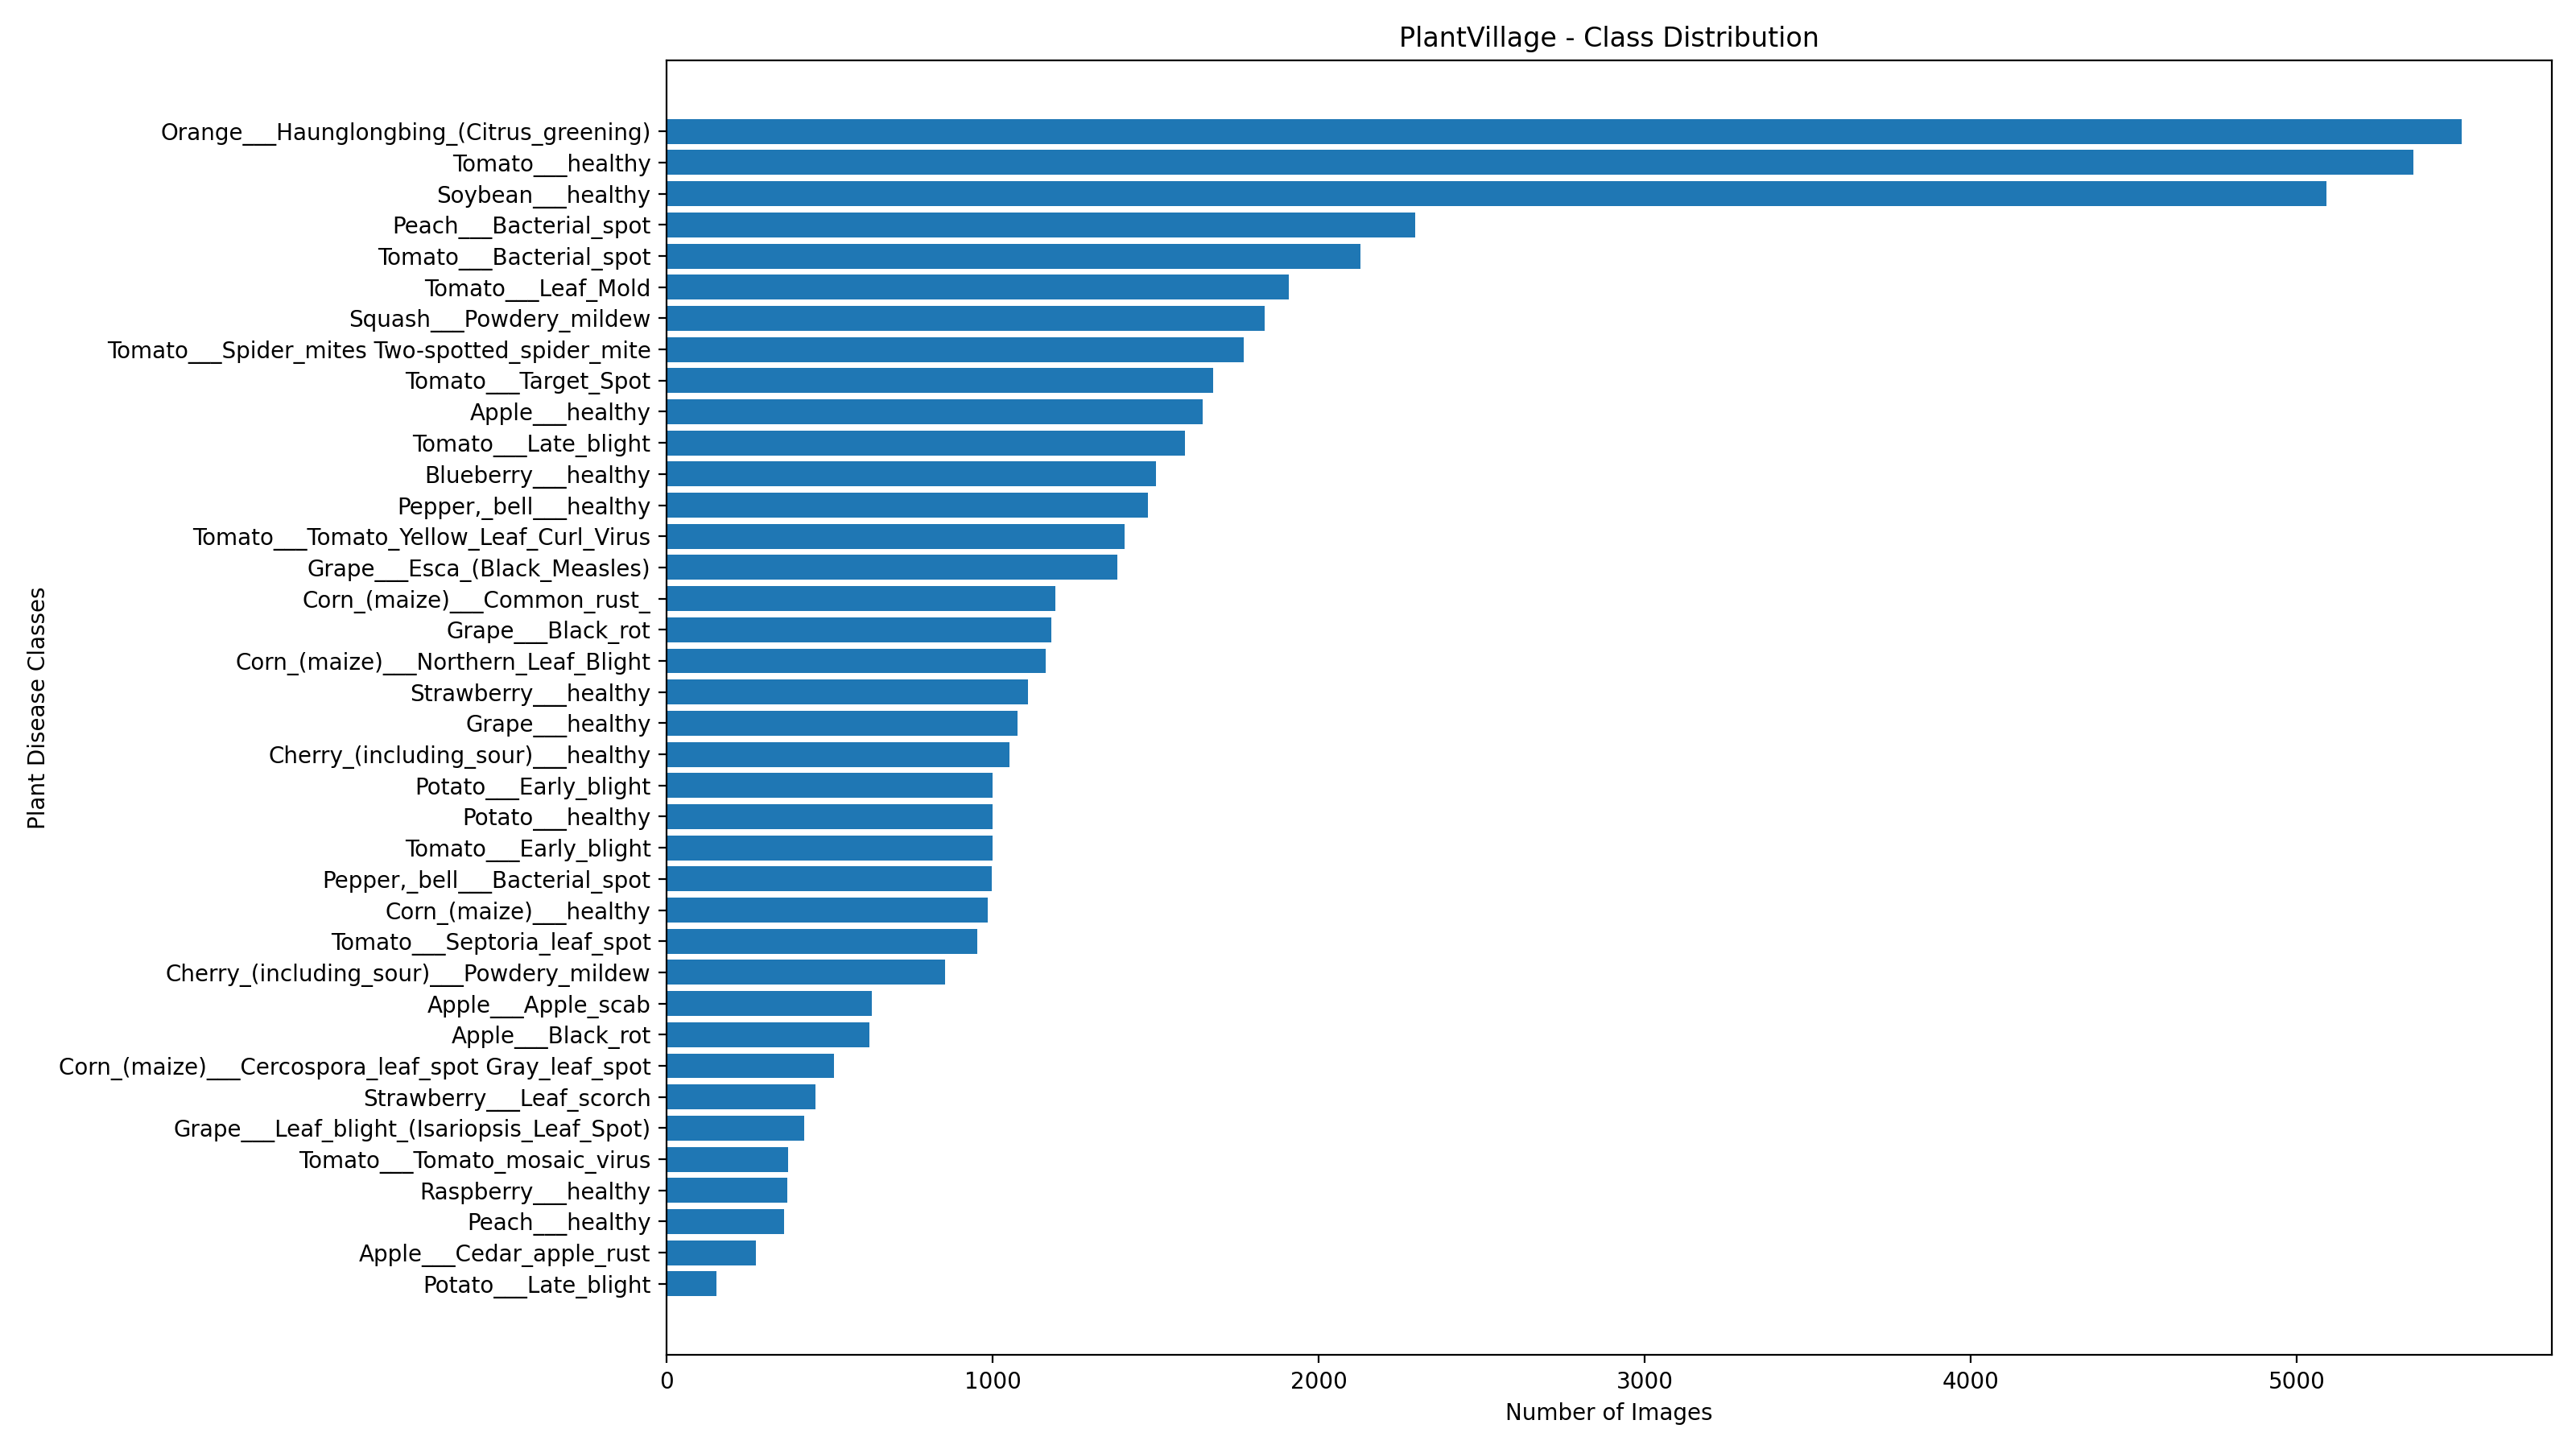 PlantVillage - Class Distribution
Plant Disease Classes
Orange___Haunglongbing_(Citrus_greening)
Tomato___healthy
Soybean___healthy
Peach___Bacterial_spot
Tomato___Bacterial_spot
Tomato___Leaf_Mold
Squash___Powdery_mildew
Tomato___Spider_mites Two-spotted_spider_mite
Tomato___Target_Spot
Apple___healthy
Tomato___Late_blight
Blueberry___healthy
Pepper,_bell___healthy
Tomato___Tomato_Yellow_Leaf_Curl_Virus
Grape___Esca_(Black_Measles)
Corn_(maize)___Common_rust_
Grape___Black_rot
Corn_(maize)___Northern_Leaf_Blight
Strawberry___healthy
Grape___healthy
Cherry_(including_sour)___healthy
Potato___Early_blight
Potato___healthy
Tomato___Early_blight
Pepper,_bell___Bacterial_spot
Corn_(maize)___healthy
Tomato___Septoria_leaf_spot
Cherry_(including_sour)___Powdery_mildew
Apple___Apple_scab
Apple___Black_rot
Corn_(maize)___Cercospora_leaf_spot Gray_leaf_spot
Strawberry___Leaf_scorch
Grape___Leaf_blight_(Isariopsis_Leaf_Spot)
Tomato___Tomato_mosaic_virus
Raspberry___healthy
Peach___healthy
Apple___Cedar_apple_rust
Potato___Late_blight
0 1000 2000 3000 4000 5000
Number of Images